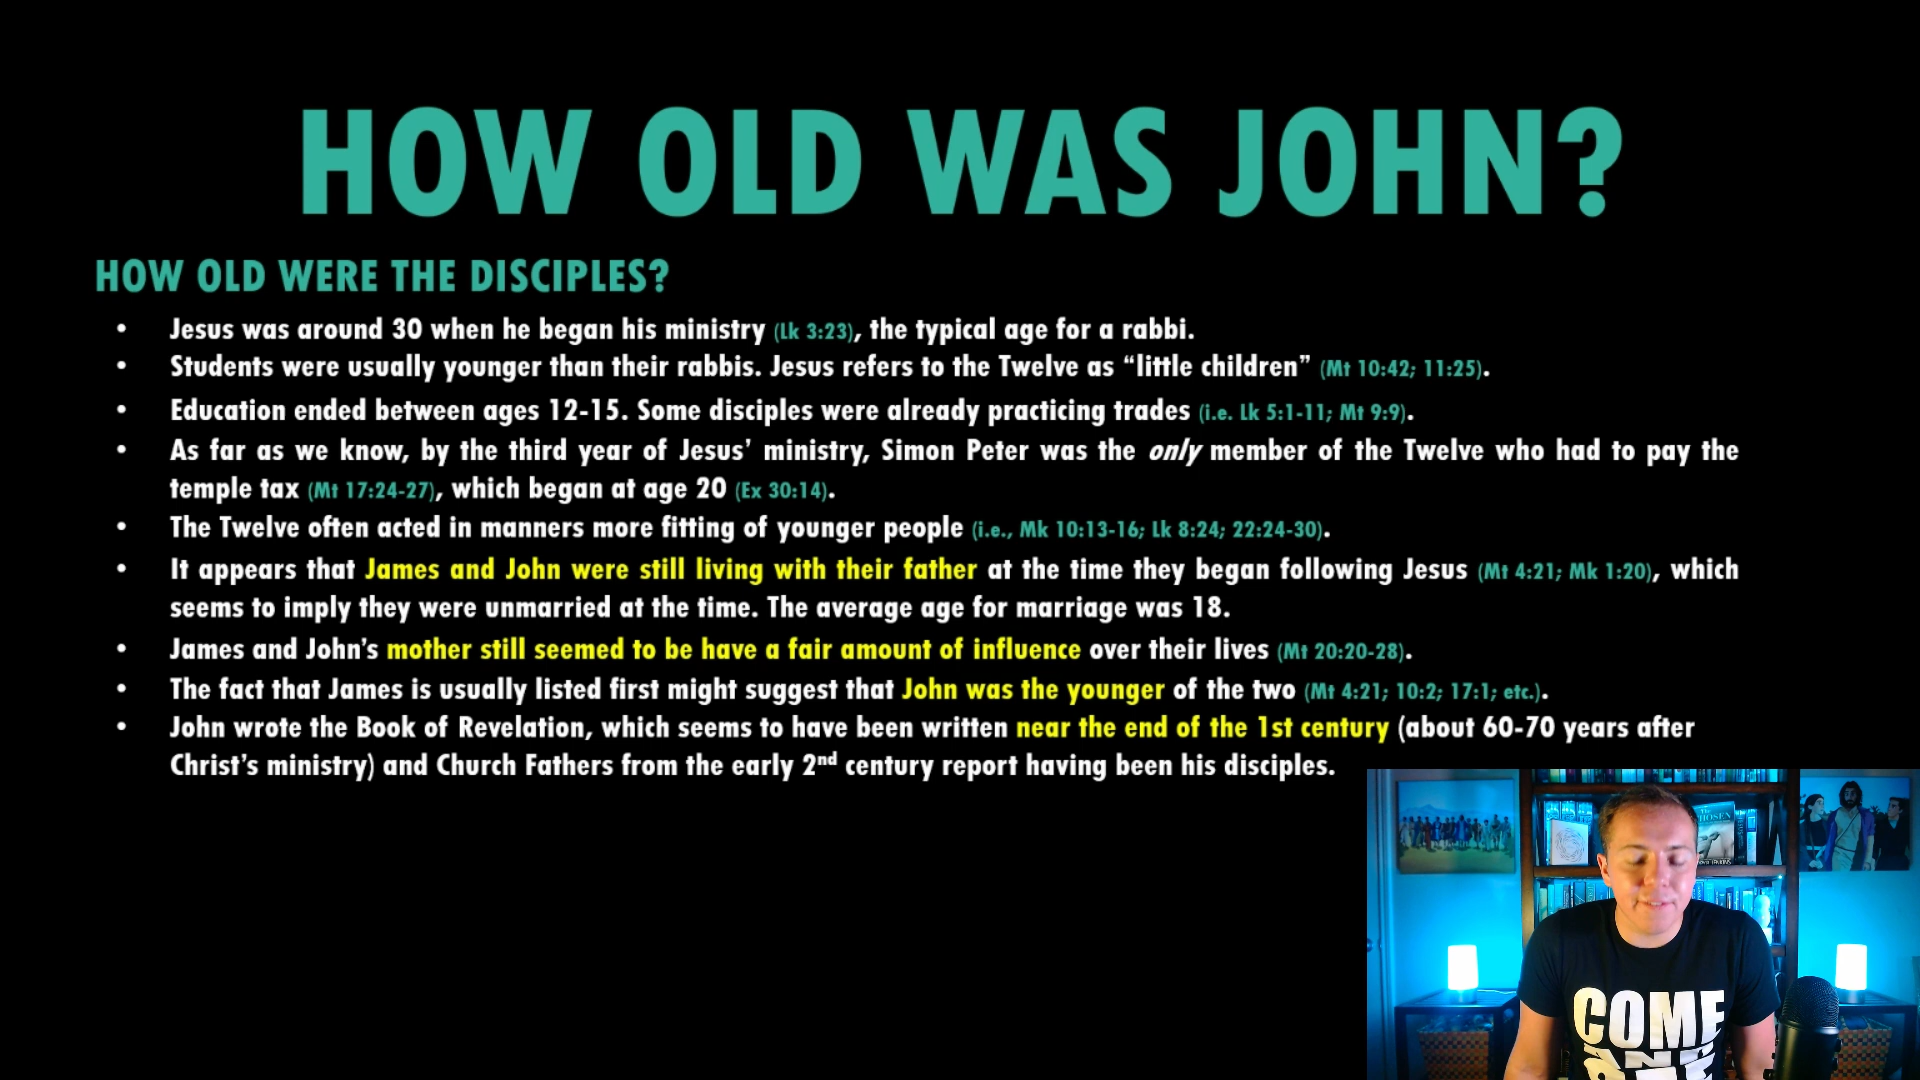 HOW OLD WAS JOHN?
HOW OLD WERE THE DISCIPLES?
• Jesus was around 30 when he began his ministry (Lk 3:23), the typical age for a rabbi.
• Students were usually younger than their rabbis. Jesus refers to the Twelve as “little children” (Mt 10:42; 11:25).
• Education ended between ages 12-15. Some disciples were already practicing trades (i.e. Lk 5:1-11; Mt 9:9).
• As far as we know, by the third year of Jesus’ ministry, Simon Peter was the only member of the Twelve who had to pay the
temple tax (Mt 17:24-27), which began at age 20 (Ex 30:14).
• The Twelve often acted in manners more fitting of younger people (i.e., Mk 10:13-16; Lk 8:24; 22:24-30).
• It appears that James and John were still living with their father at the time they began following Jesus (Mt 4:21; Mk 1:20), which
seems to imply they were unmarried at the time. The average age for marriage was 18.
• James and John’s mother still seemed to be have a fair amount of influence over their lives (Mt 20:20-28).
• The fact that James is usually listed first might suggest that John was the younger of the two (Mt 4:21; 10:2; 17:1; etc.).
• John wrote the Book of Revelation, which seems to have been written near the end of the 1st century (about 60-70 years after
Christ’s ministry) and Church Fathers from the early 2nd century report having been his disciples.
COME
AND